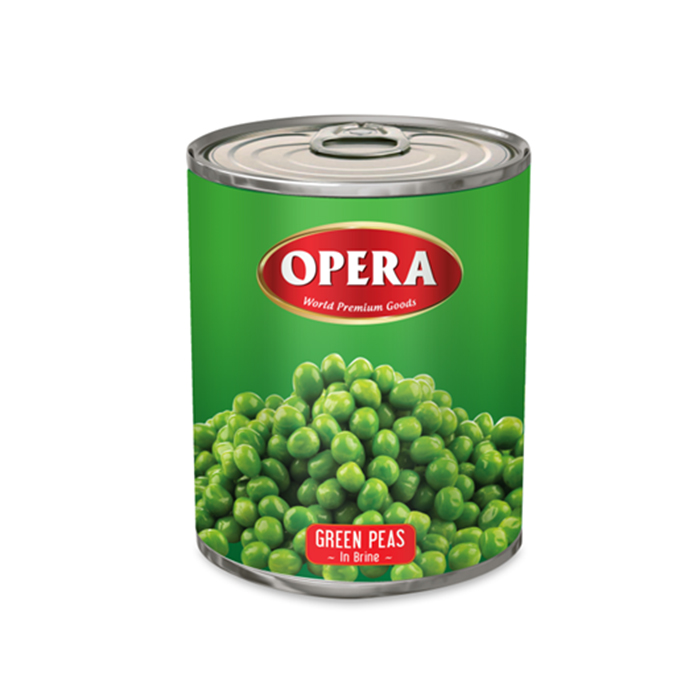 OPERA
World Premium Goods
GREEN PEAS
~ In Brine ~